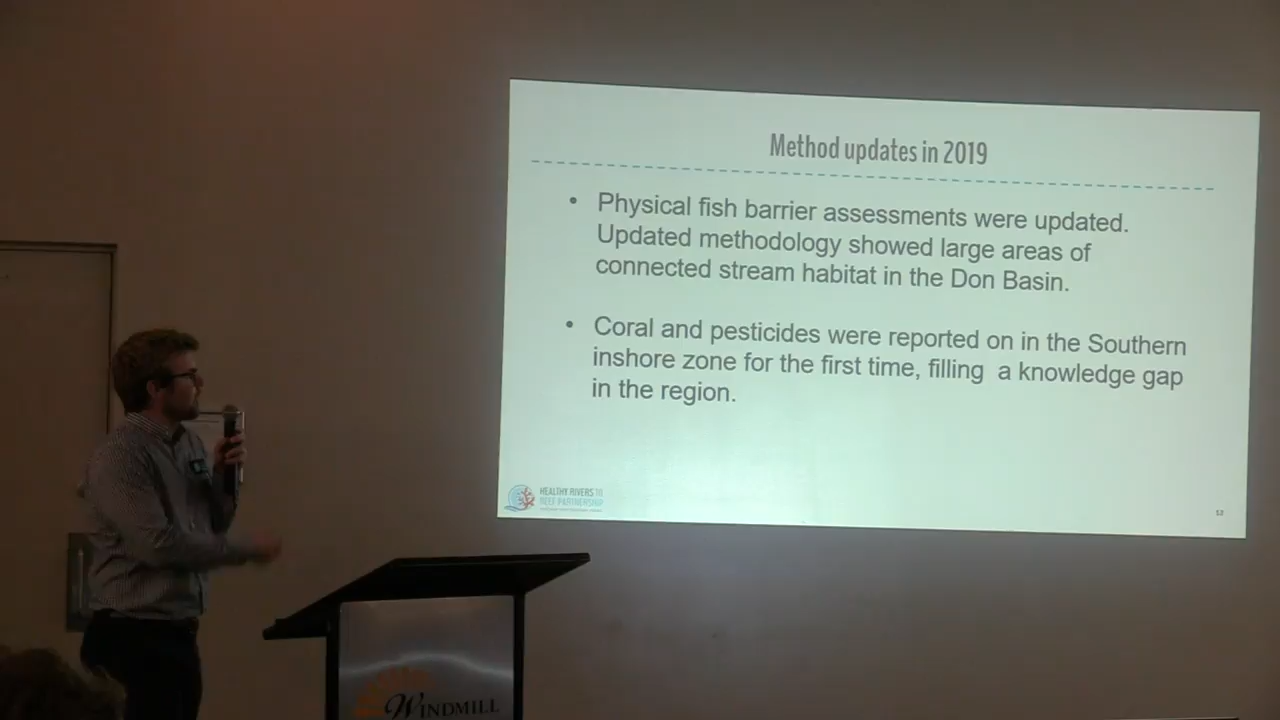 Method updates in 2019
• Physical fish barrier assessments were updated.
Updated methodology showed large areas of
connected stream habitat in the Don Basin.
• Coral and pesticides were reported on in the Southern
inshore zone for the first time, filling a knowledge gap
in the region.
HEALTHY RIVERS TO
REEF PARTNERSHIP
WINDMILL